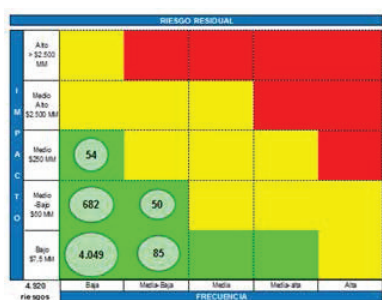 RIESGO RESIDUAL
IMPACTO
Alto
> $2.500
MM
Medio
Alto
$2.500 MM
Medio
$250 MM
54
Medio
-Bajo
$50 MM
682
50
Bajo
$7,5 MM
4.049
85
4.920
riesgos
Baja
Media-Baja
Media
Media-alta
Alta
FRECUENCIA